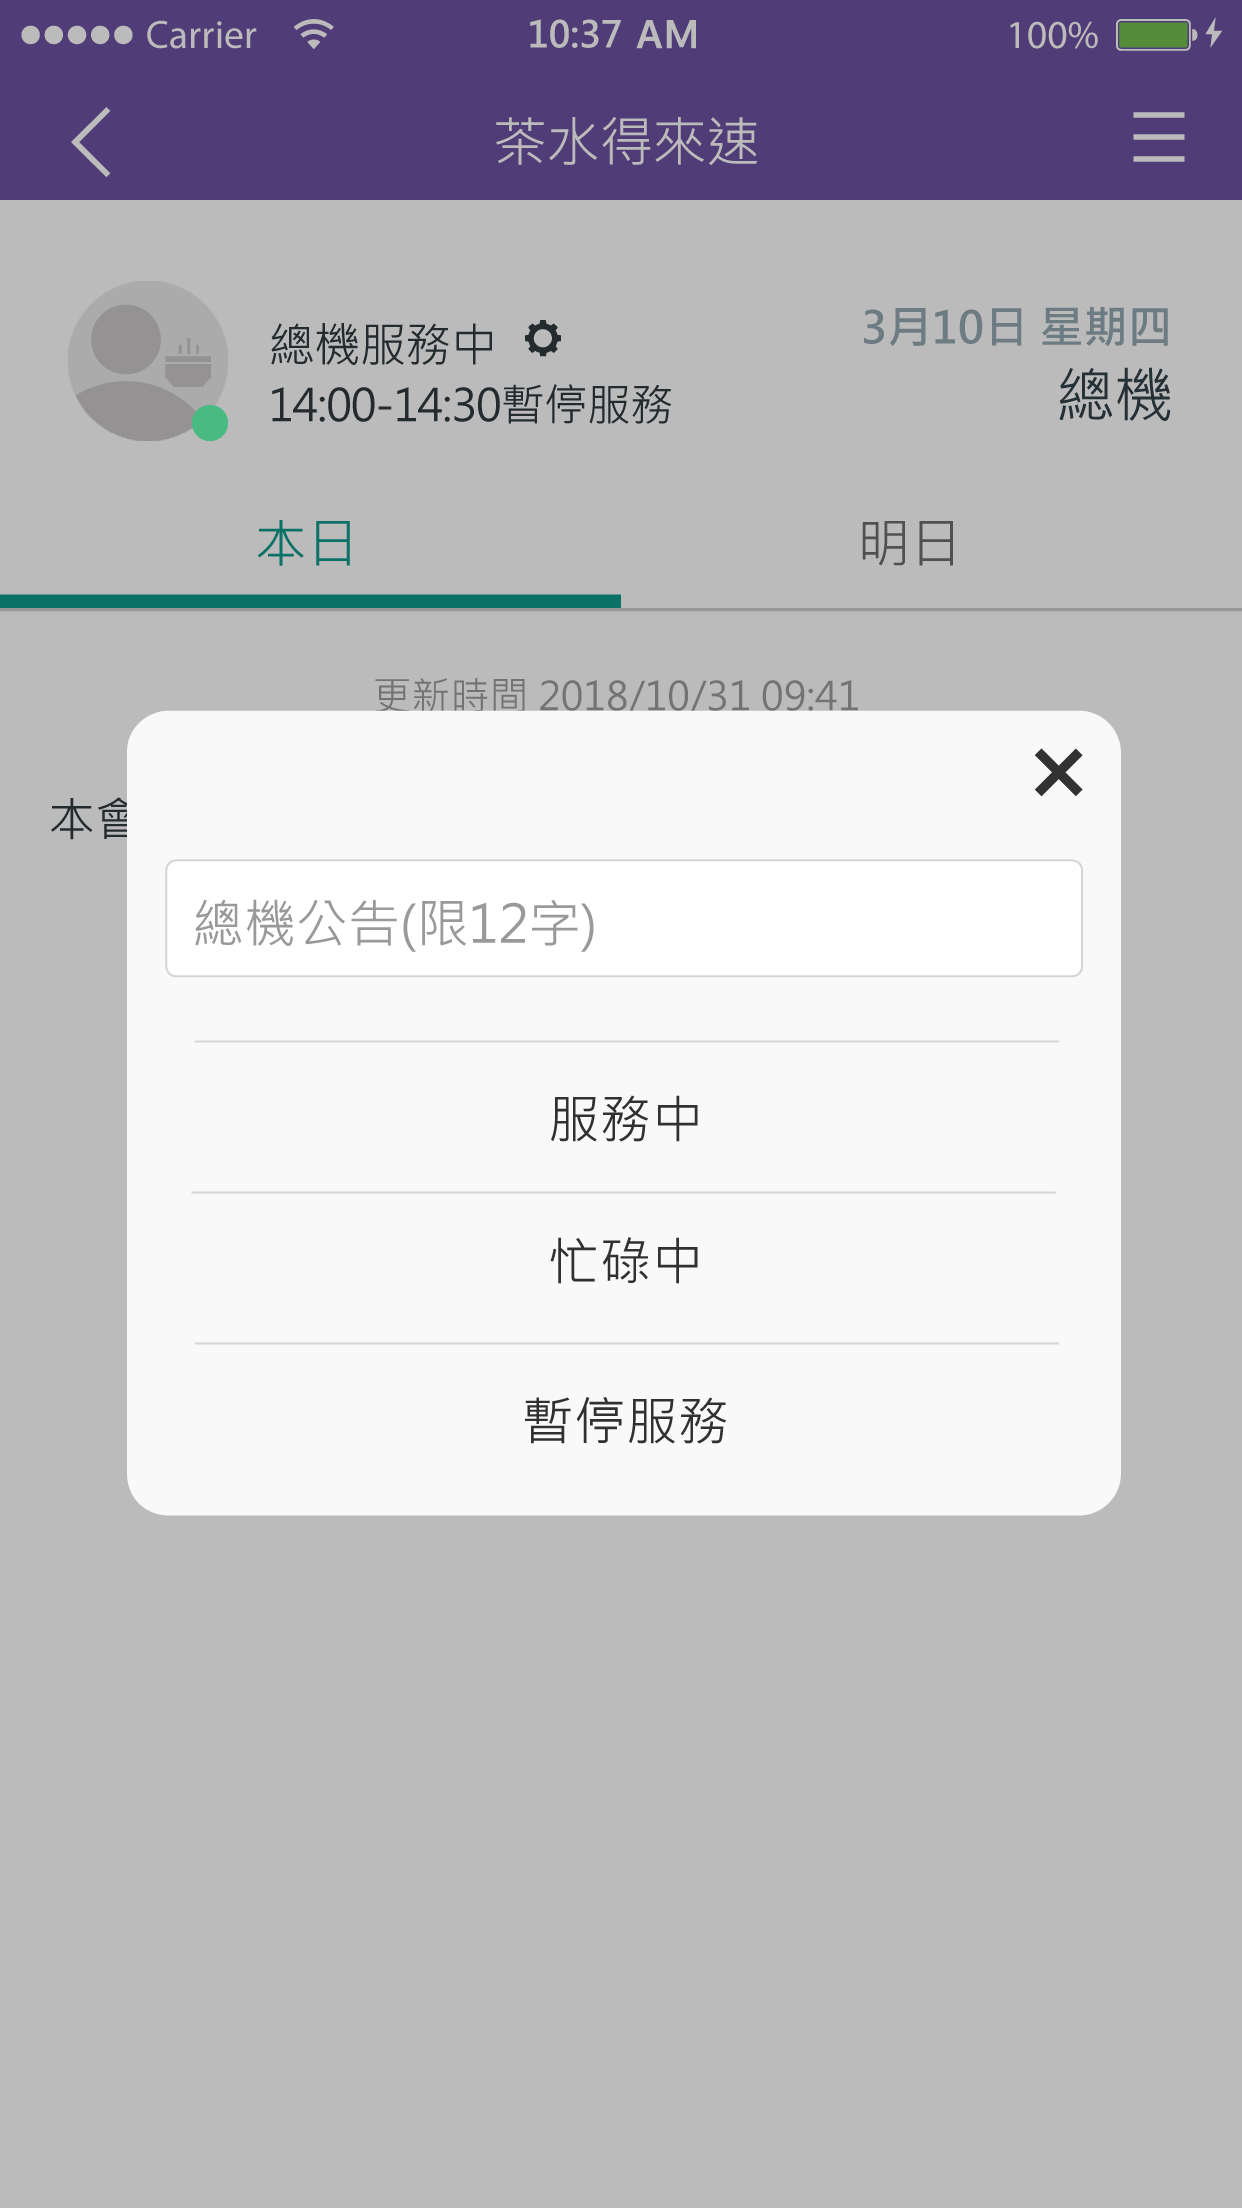 Carrier 10:37 AM 100%
茶水得來速
總機服務中
14:00-14:30暫停服務
3月10日 星期四
總機
本日 明日
更新時間 2018/10/31 09:41
本會
總機公告(限12字)
服務中
忙碌中
暫停服務